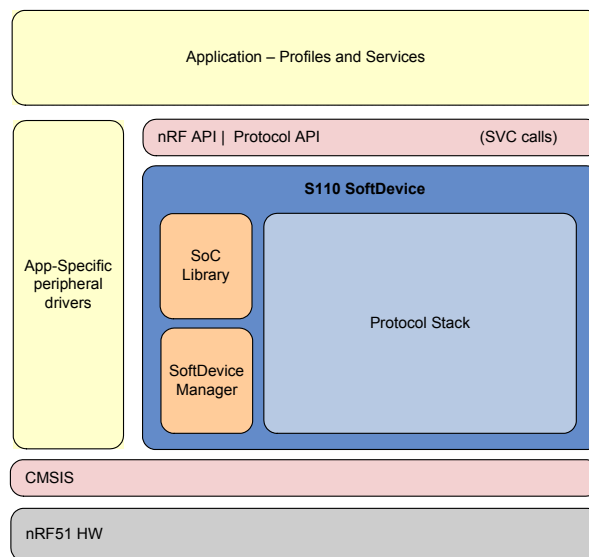 Application – Profiles and Services
nRF API | Protocol API (SVC calls)
S110 SoftDevice
App-Specific
peripheral
drivers
SoC
Library
Protocol Stack
SoftDevice
Manager
CMSIS
nRF51 HW